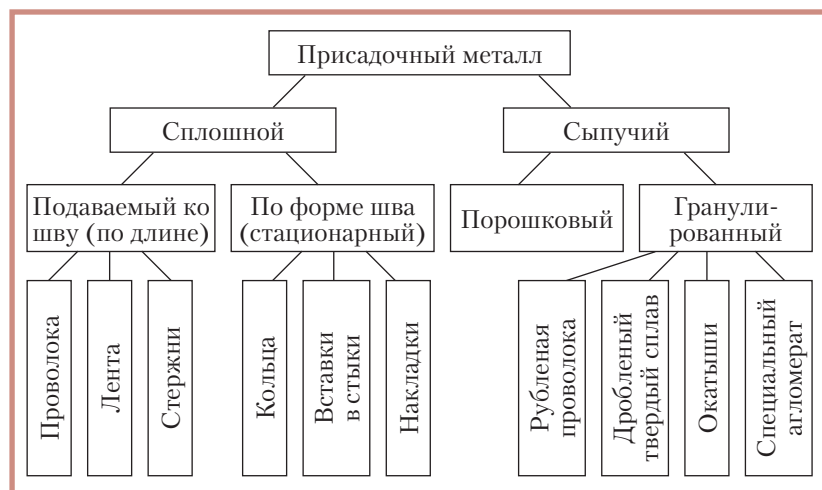 Присадочный металл
Сплошной
Сыпучий
Подаваемый ко
шву (по длине)
По форме шва
(стационарный)
Порошковый
Гранули-
рованный
Проволока
Лента
Стержни
Кольца
Вставки
в стыки
Накладки
Рубленая
проволока
Дробленый
твердый сплав
Окатыши
Специальный
агломерат